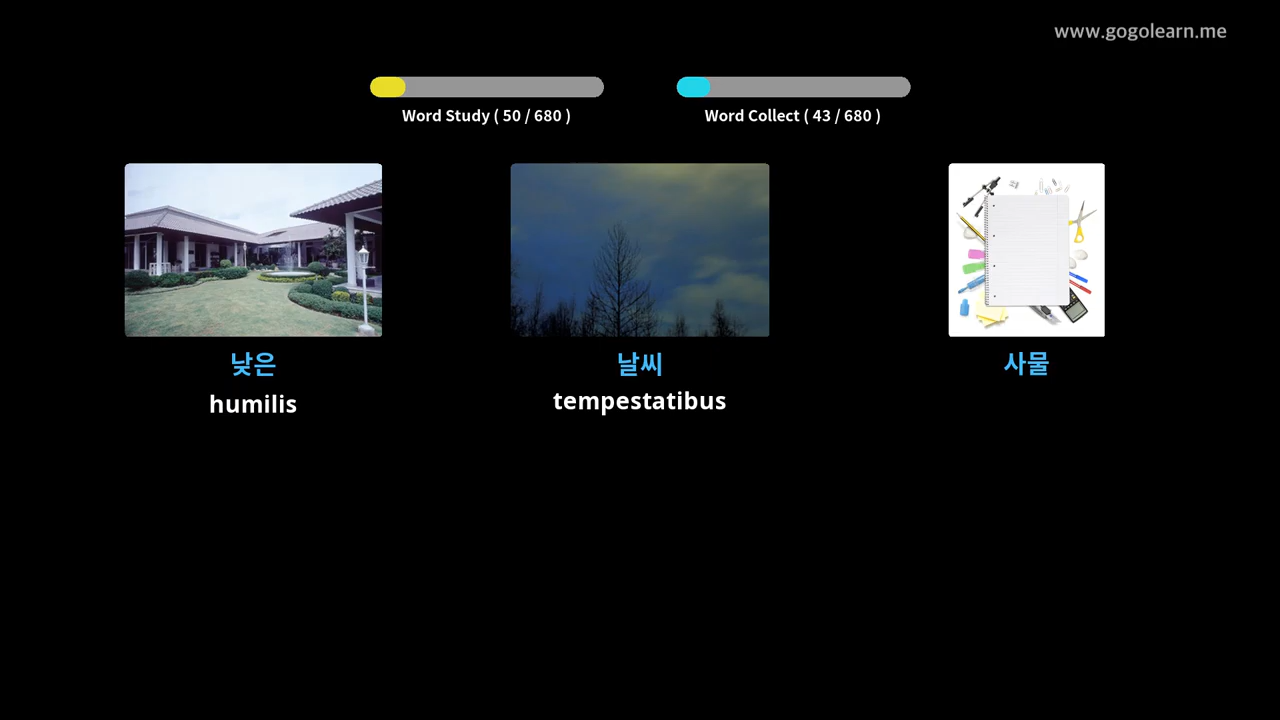 www.gogolearn.me
Word Study ( 50 / 680 )
Word Collect ( 43 / 680 )
낮은
날씨
사물
humilis
tempestatibus